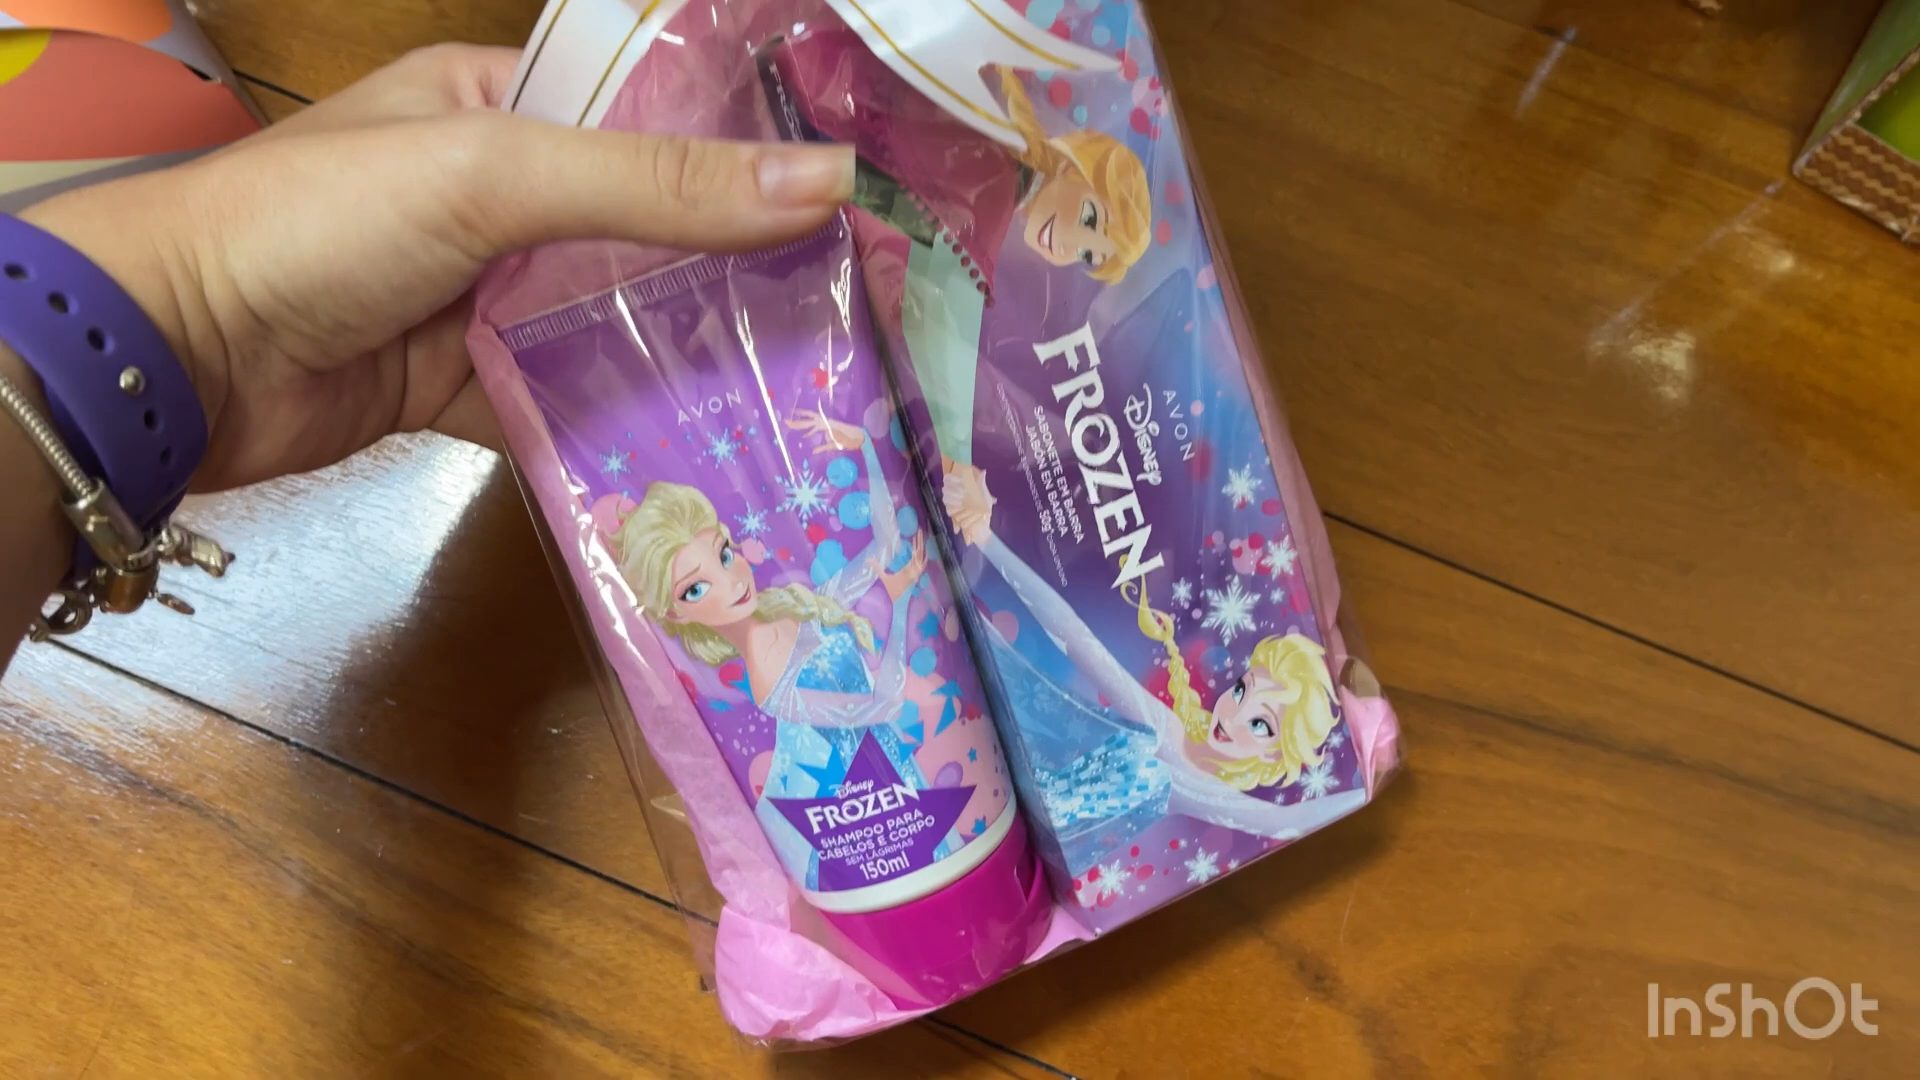 AVON
Disney
FROZEN
SHAMPOO PARA
CABELOS E CORPO
SEM LÁGRIMAS
150ml
AVON
Disney
FROZEN
SABONETE EM BARRA
JABÓN EN BARRA
50g
InShOt